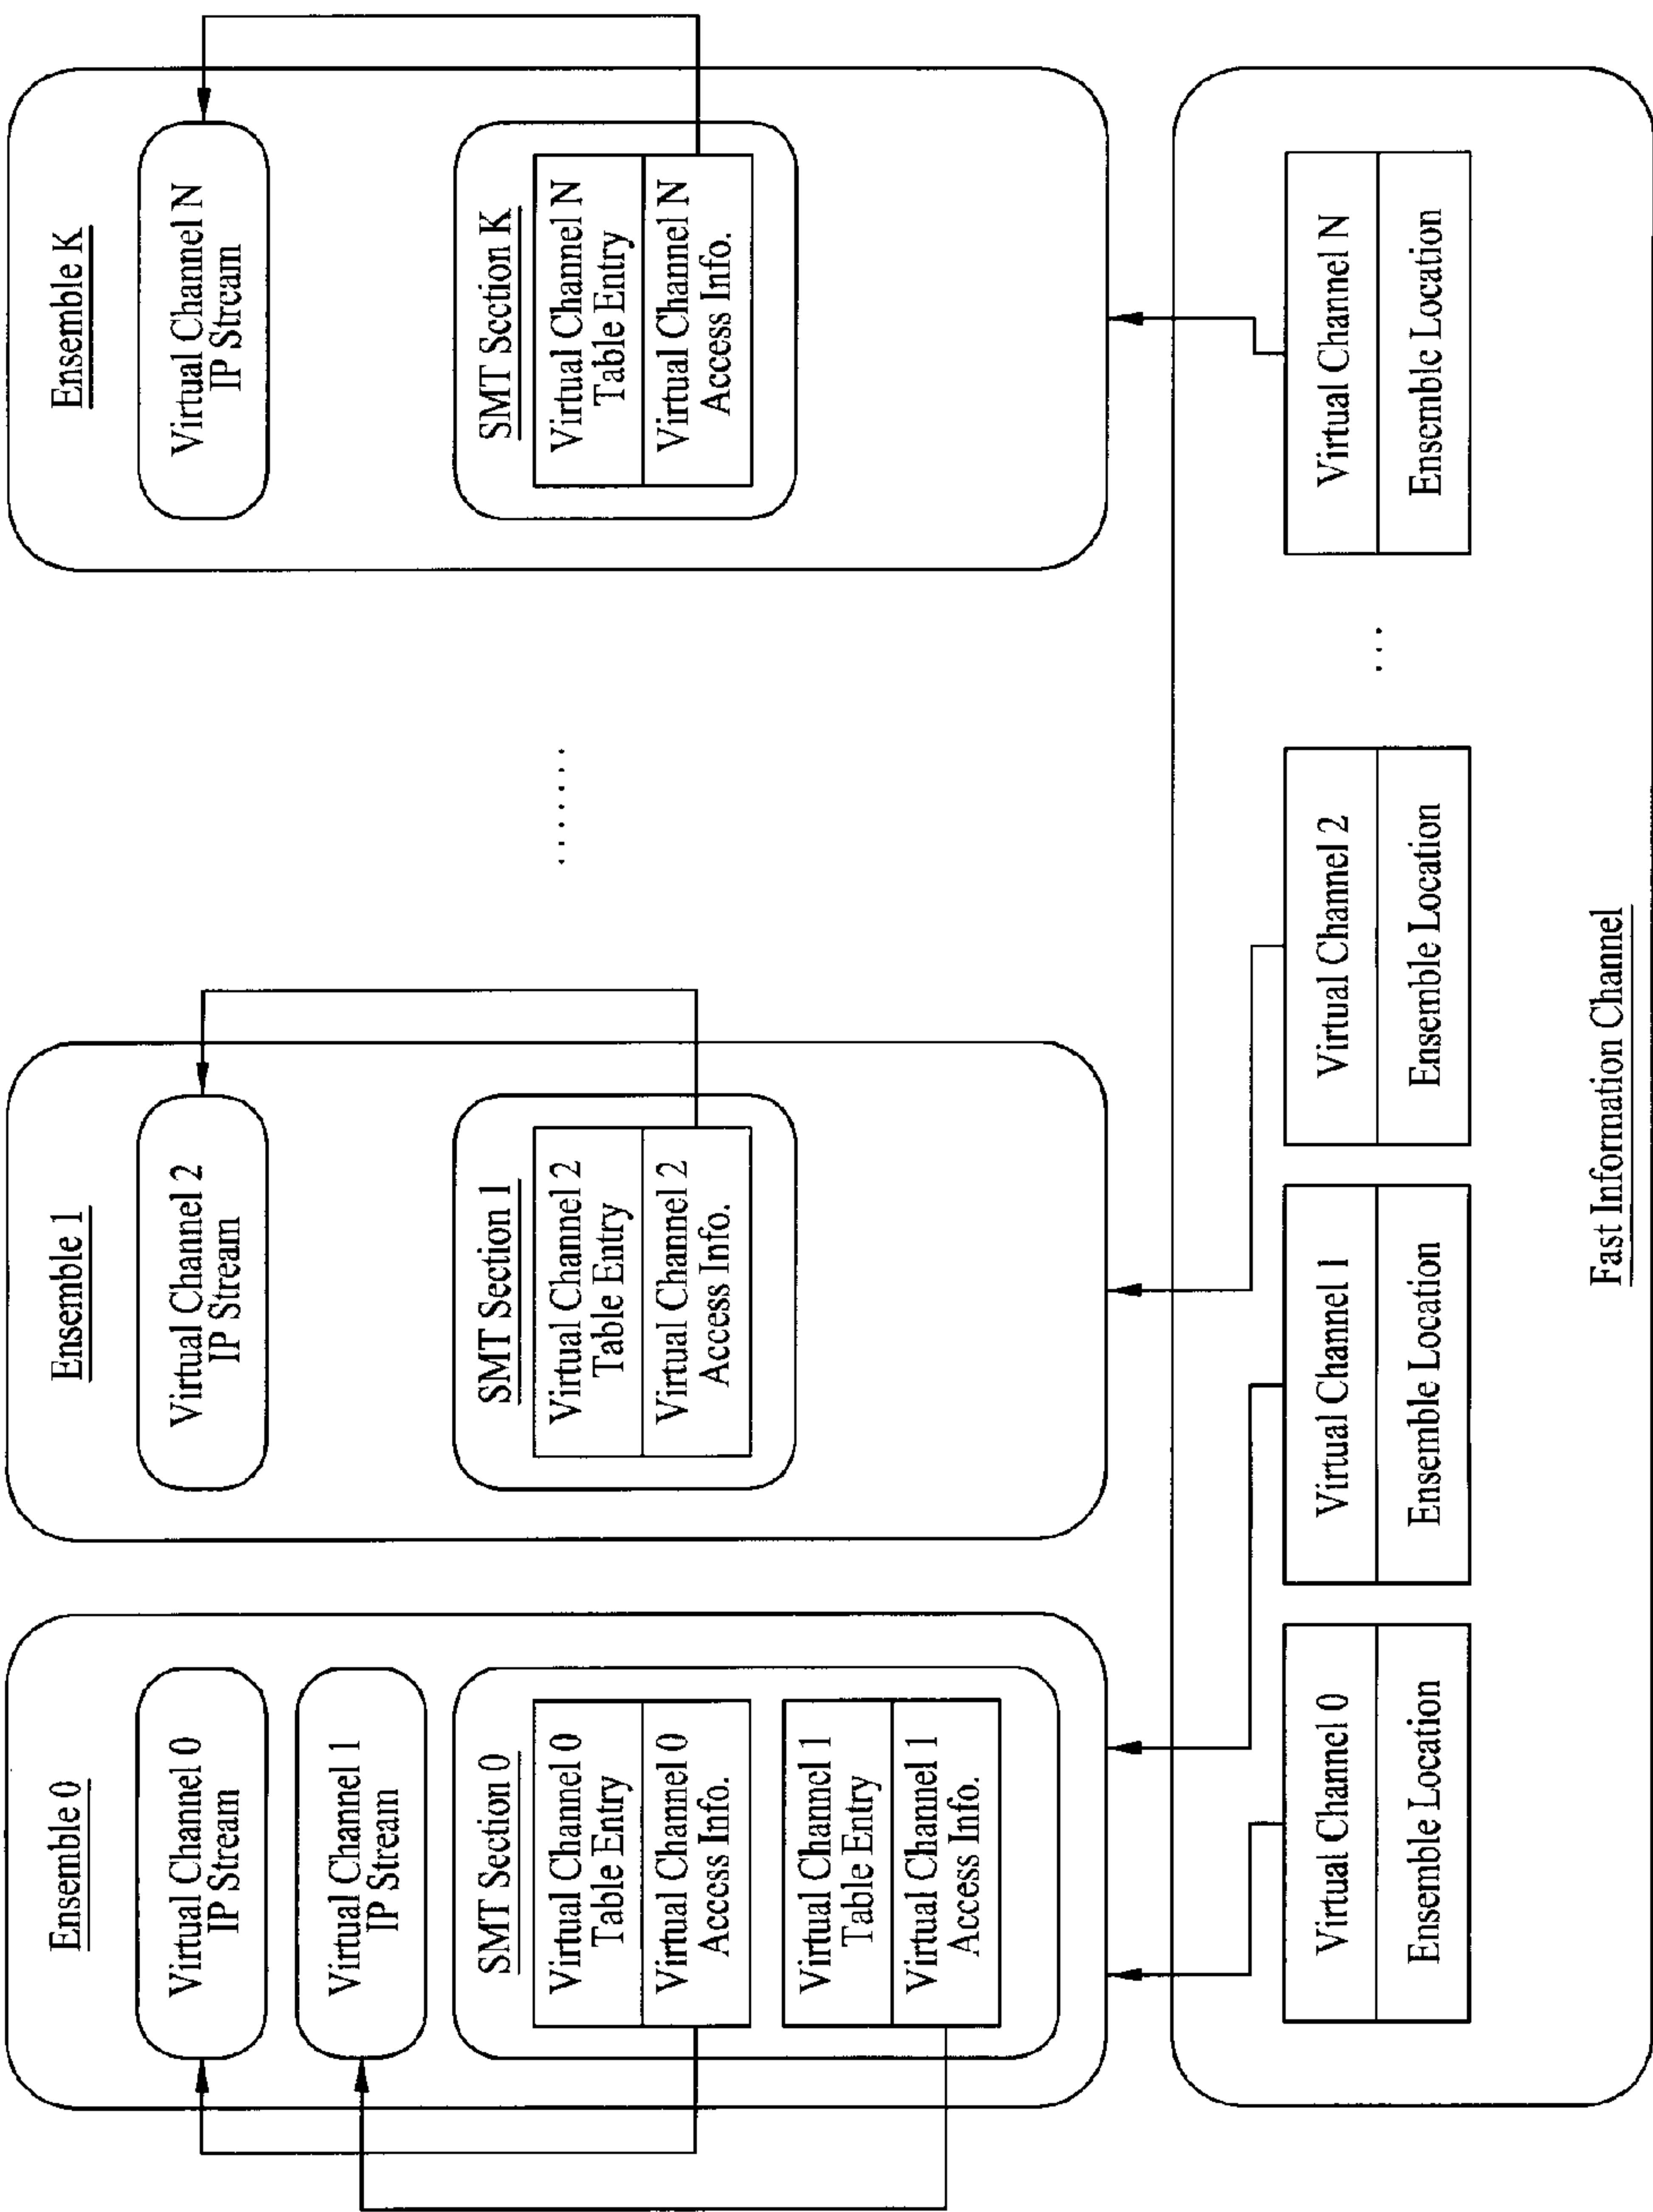 Ensemble 0
Virtual Channel 0
IP Stream
Virtual Channel 1
IP Stream
SMT Section 0
Virtual Channel 0
Table Entry
Virtual Channel 0
Access Info.
Virtual Channel 1
Table Entry
Virtual Channel 1
Access Info.
Ensemble 1
Virtual Channel 2
IP Stream
SMT Section 1
Virtual Channel 2
Table Entry
Virtual Channel 2
Access Info.
.......
Ensemble K
Virtual Channel N
IP Stream
SMT Section K
Virtual Channel N
Table Entry
Virtual Channel N
Access Info.
Virtual Channel 0
Ensemble Location
Virtual Channel 1
Ensemble Location
Virtual Channel 2
Ensemble Location
...
Virtual Channel N
Ensemble Location
Fast Information Channel